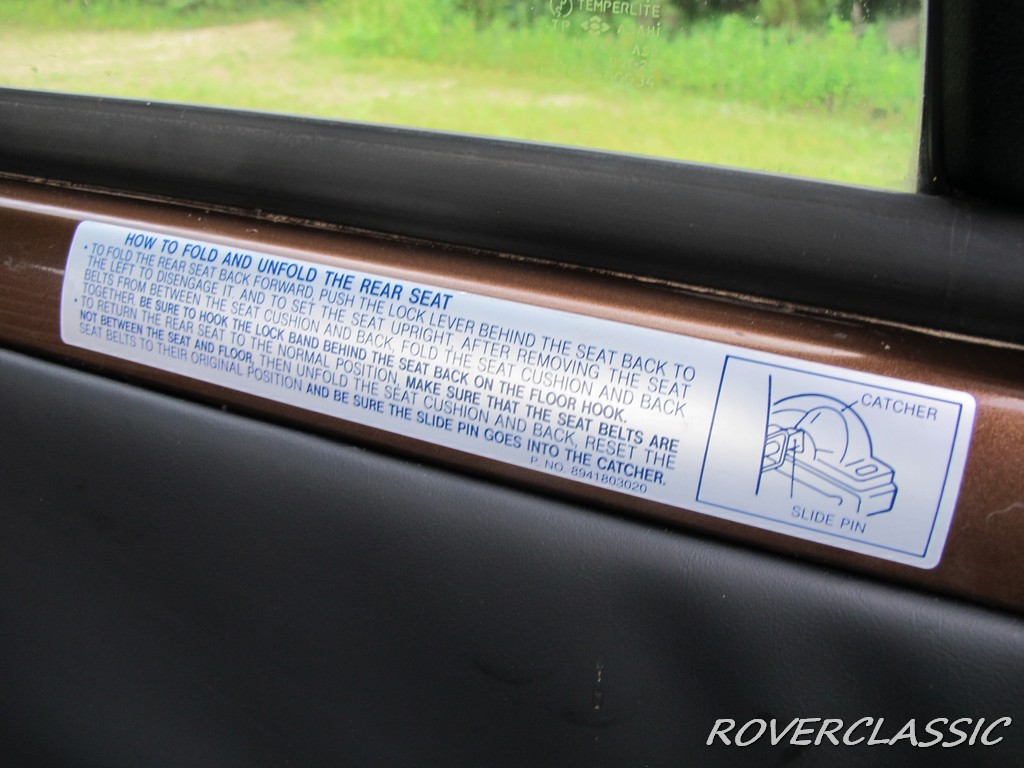 TEMPERLITE
ASAHI
HOW TO FOLD AND UNFOLD THE REAR SEAT
• TO FOLD THE REAR SEAT BACK FORWARD, PUSH THE LOCK LEVER BEHIND THE SEAT BACK TO
THE LEFT TO DISENGAGE IT, AND TO SET THE SEAT UPRIGHT, AFTER REMOVING THE SEAT
BELTS FROM BETWEEN THE SEAT CUSHION AND BACK, FOLD THE SEAT CUSHION AND BACK
TOGETHER. BE SURE TO HOOK THE LOCK BAND BEHIND THE SEAT BACK ON THE FLOOR HOOK.
• TO RETURN THE REAR SEAT TO THE NORMAL POSITION, MAKE SURE THAT THE SEAT BELTS ARE
NOT BETWEEN THE SEAT AND FLOOR, THEN UNFOLD THE SEAT CUSHION AND BACK, RESET THE
SEAT BELTS TO THEIR ORIGINAL POSITION AND BE SURE THE SLIDE PIN GOES INTO THE CATCHER.
P. NO. 8941803020
CATCHER
SLIDE PIN
ROVERCLASSIC